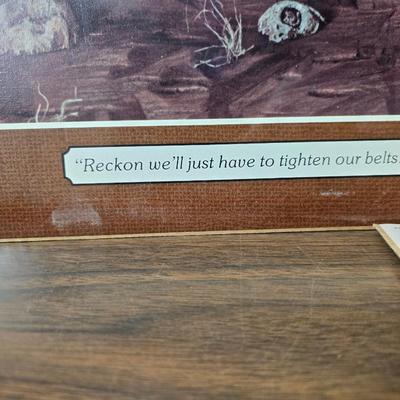 “Reckon we’ll just have to tighten our belts.